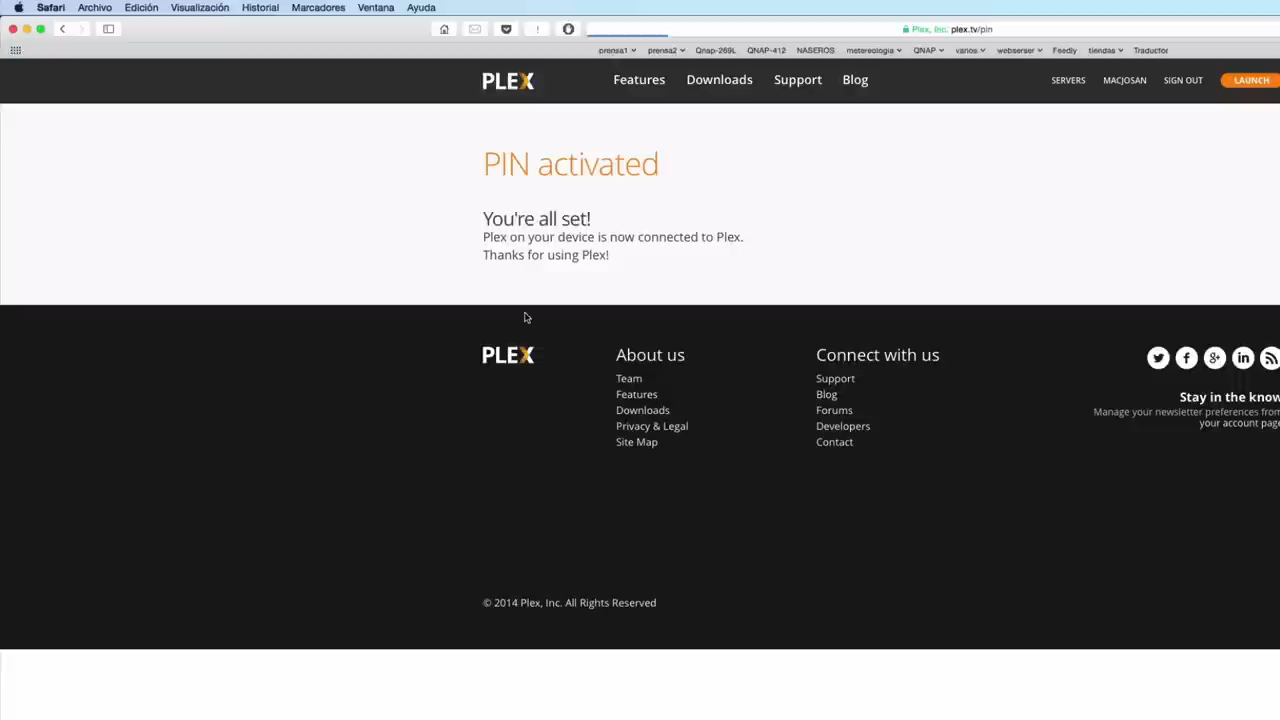 Safari Archivo Edición Visualización Historial Marcadores Ventana Ayuda
Plex, Inc. plex.tv/pin
prensa1 prensa2 Qnap-269L QNAP-412 NASEROS metereologia QNAP varios webserser Feedly tiendas Traductor
PLEX Features Downloads Support Blog SERVERS MACJOSAN SIGN OUT LAUNCH
PIN activated
You're all set!
Plex on your device is now connected to Plex.
Thanks for using Plex!
PLEX
About us
Team
Features
Downloads
Privacy & Legal
Site Map
Connect with us
Support
Blog
Forums
Developers
Contact
Stay in the know
Manage your newsletter preferences from
your account page
© 2014 Plex, Inc. All Rights Reserved